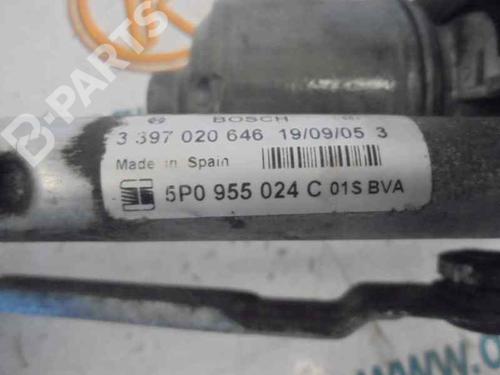 B-PARTS
BOSCH
3 397 020 646 19/09/05 3
Made in Spain
5P0 955 024 C 01S BVA